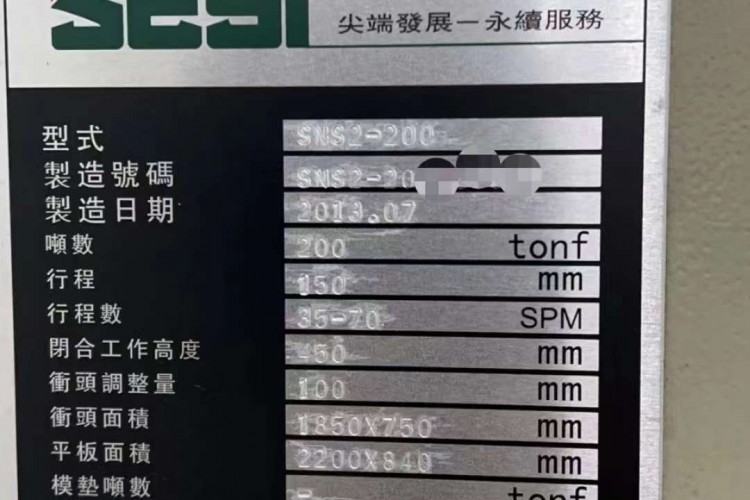 尖端發展一永續服務
型式 SNS2-200
製造號碼 SNS2-20
製造日期 2013.07
噸數 200 tonf
行程 150 mm
行程數 35-70 SPM
閉合工作高度 450 mm
衝頭調整量 100 mm
衝頭面積 1850X750 mm
平板面積 2200X840 mm
模墊噸數 tonf